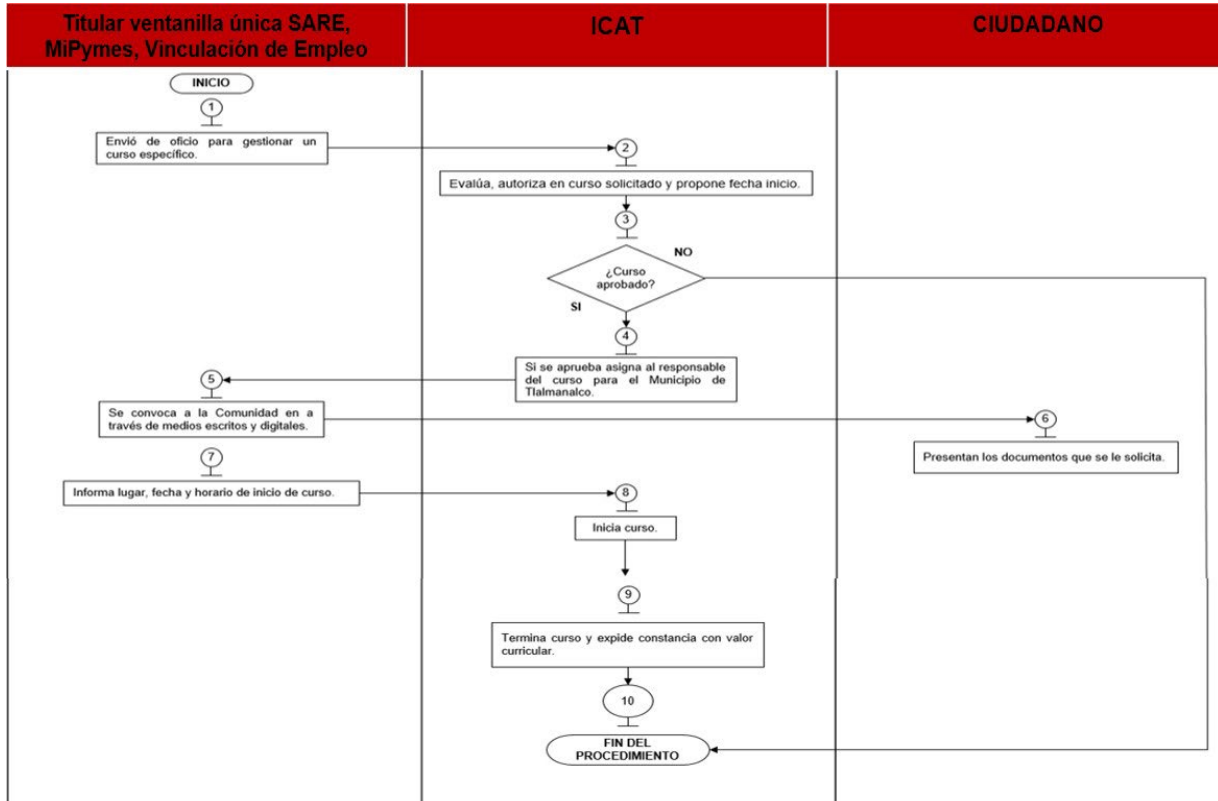 Titular ventanilla única SARE,
MiPymes, Vinculación de Empleo
ICAT
CIUDADANO
INICIO
1
Envió de oficio para gestionar un
curso específico.
2
Evalúa, autoriza en curso solicitado y propone fecha inicio.
3
NO
¿Curso
aprobado?
SI
4
Si se aprueba asigna al responsable
del curso para el Municipio de
Tlalmanalco.
5
Se convoca a la Comunidad en a
través de medios escritos y digitales.
6
Presentan los documentos que se le solicita.
7
Informa lugar, fecha y horario de inicio de curso.
8
Inicia curso.
9
Termina curso y expide constancia con valor
curricular.
10
FIN DEL
PROCEDIMIENTO